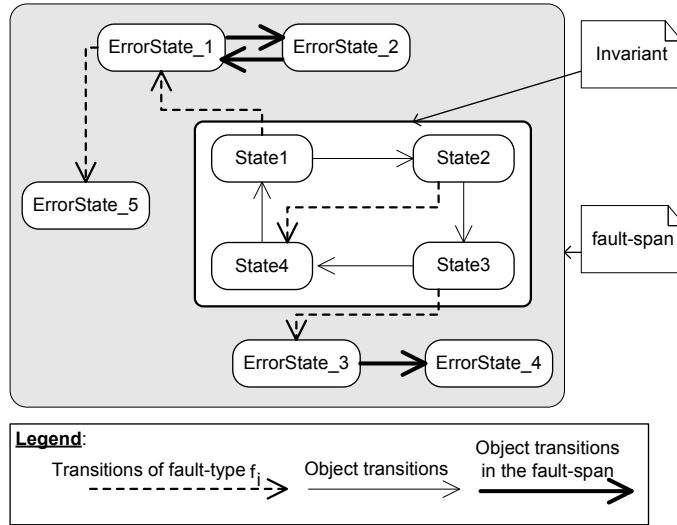 ErrorState_1
ErrorState_2
Invariant
State1
State2
ErrorState_5
fault-span
State4
State3
ErrorState_3
ErrorState_4
Legend:
Transitions of fault-type f_i
Object transitions
Object transitions
in the fault-span